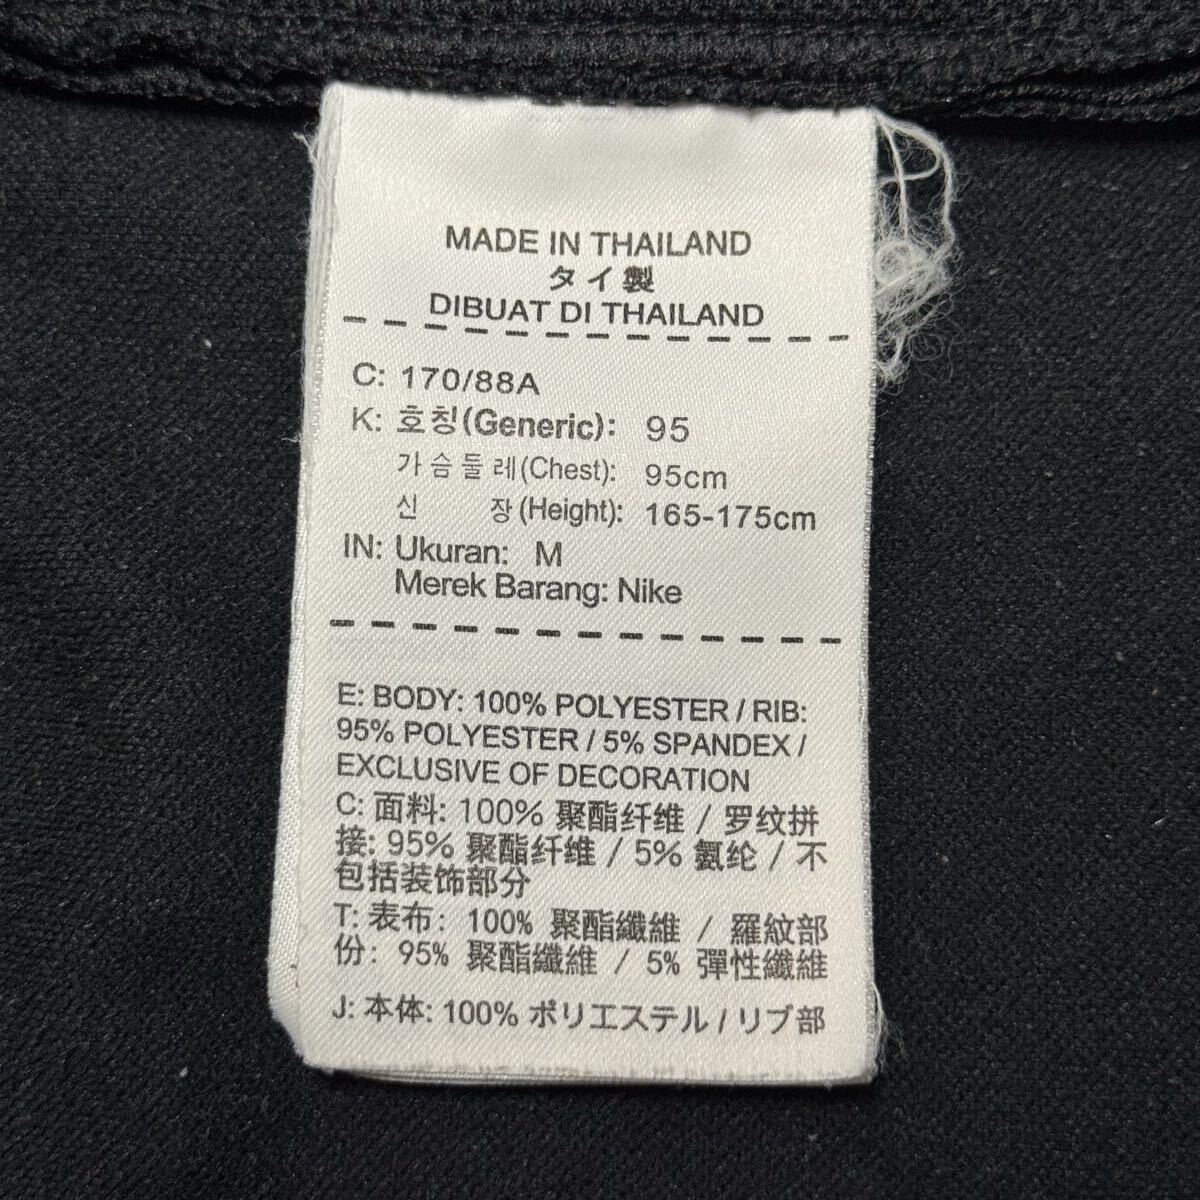 MADE IN THAILAND
タイ製
DIBUAT DI THAILAND
C: 170/88A
K: 호칭(Generic): 95
가슴둘레(Chest): 95cm
신 장(Height): 165-175cm
IN: Ukuran: M
Merek Barang: Nike
E: BODY: 100% POLYESTER / RIB:
95% POLYESTER / 5% SPANDEX /
EXCLUSIVE OF DECORATION
C: 面料: 100% 聚酯纤维 / 罗纹拼
接: 95% 聚酯纤维 / 5% 氨纶 / 不
包括装饰部分
T: 表布: 100% 聚酯纖維 / 羅紋部
份: 95% 聚酯纖維 / 5% 彈性纖維
J: 本体: 100% ポリエステル / リブ部